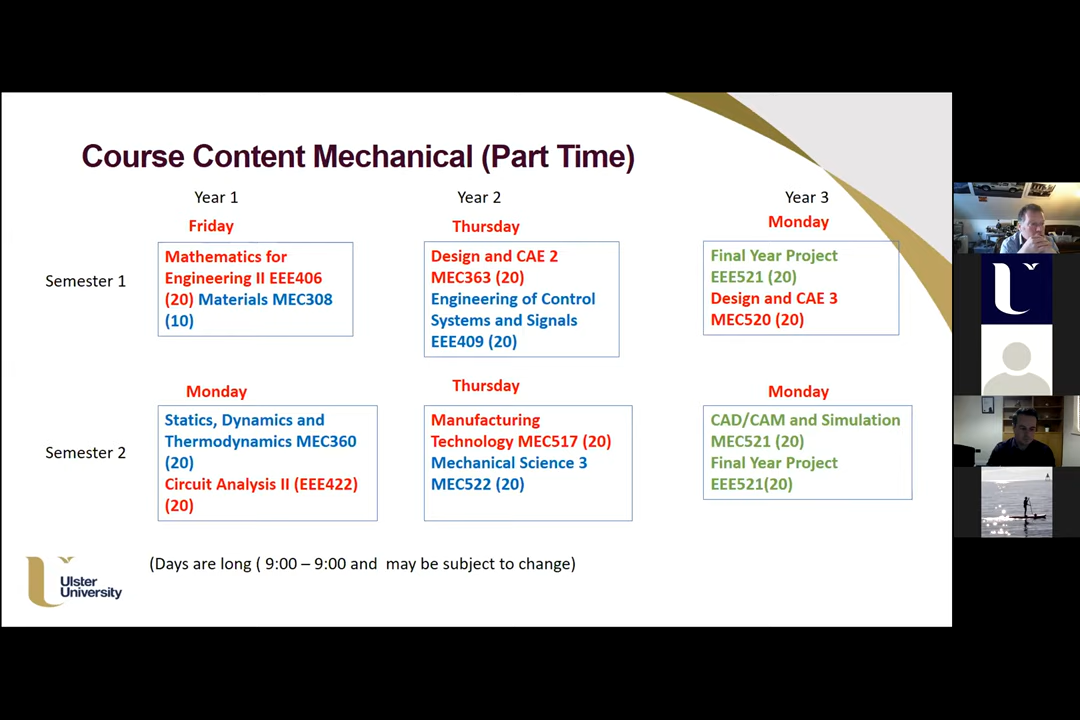 Course Content Mechanical (Part Time)
Year 1
Year 2
Year 3
Friday
Thursday
Monday
Semester 1
Mathematics for
Engineering II EEE406
(20) Materials MEC308
(10)
Design and CAE 2
MEC363 (20)
Engineering of Control
Systems and Signals
EEE409 (20)
Final Year Project
EEE521 (20)
Design and CAE 3
MEC520 (20)
Monday
Thursday
Monday
Semester 2
Statics, Dynamics and
Thermodynamics MEC360
(20)
Circuit Analysis II (EEE422)
(20)
Manufacturing
Technology MEC517 (20)
Mechanical Science 3
MEC522 (20)
CAD/CAM and Simulation
MEC521 (20)
Final Year Project
EEE521(20)
(Days are long ( 9:00 – 9:00 and  may be subject to change)
Ulster
University